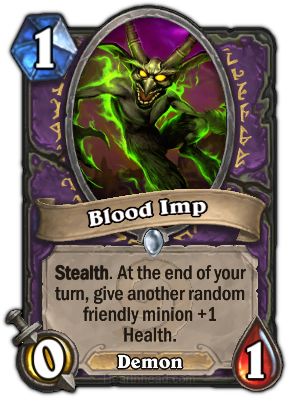 1
Blood Imp
Stealth. At the end of your
turn, give another random
friendly minion +1
Health.
0
Demon
1